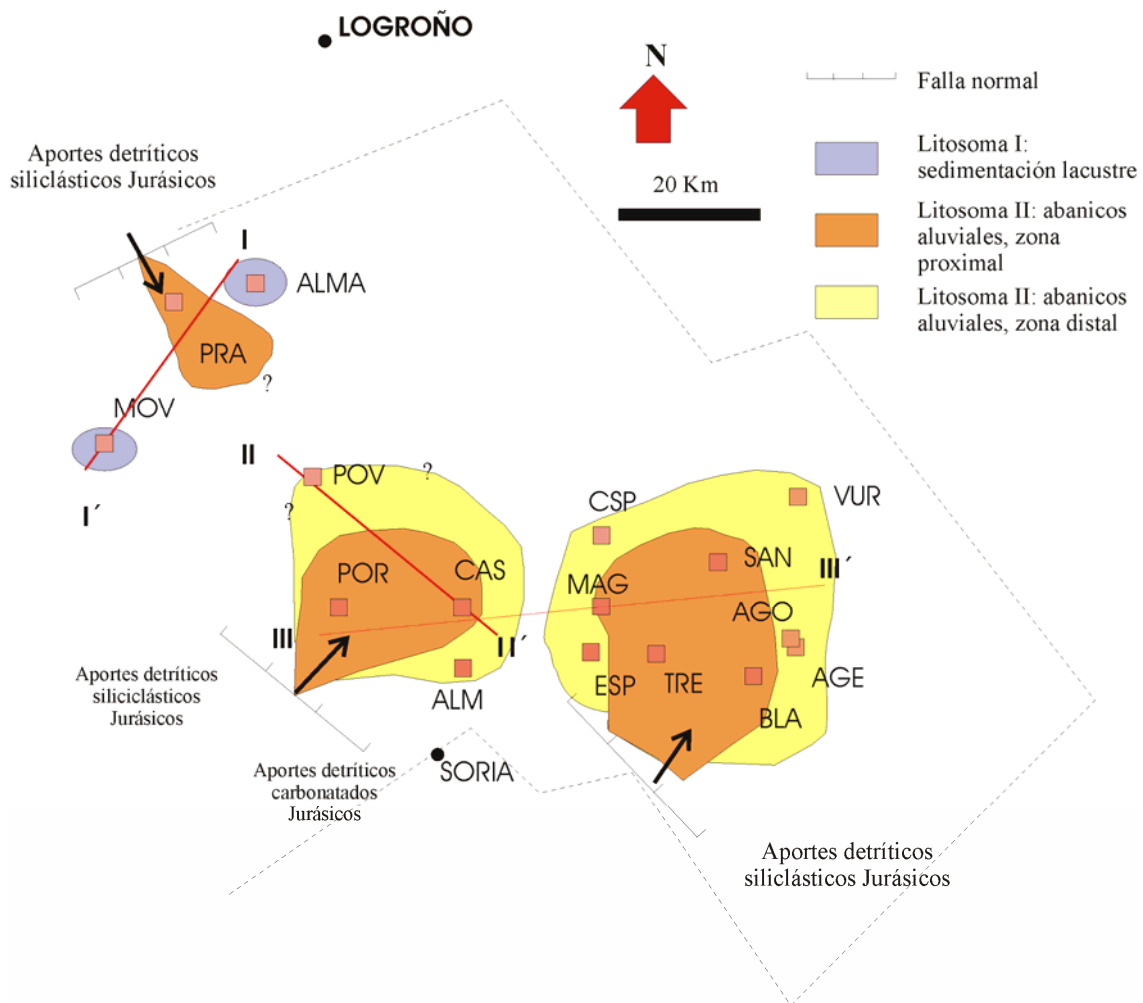 LOGROÑO
N
20 Km
Falla normal
Litosoma I:
sedimentación lacustre
Litosoma II: abanicos
aluviales, zona
proximal
Litosoma II: abanicos
aluviales, zona distal
Aportes detríticos
siliclásticos Jurásicos
I
ALMA
PRA
?
MOV
I´
II
POV
?
?
POR
CAS
III
II´
ALM
CSP
VUR
MAG
SAN
III´
AGO
ESP
TRE
AGE
BLA
Aportes detríticos
siliciclásticos
Jurásicos
SORIA
Aportes detríticos
carbonatados
Jurásicos
Aportes detríticos
siliclásticos Jurásicos